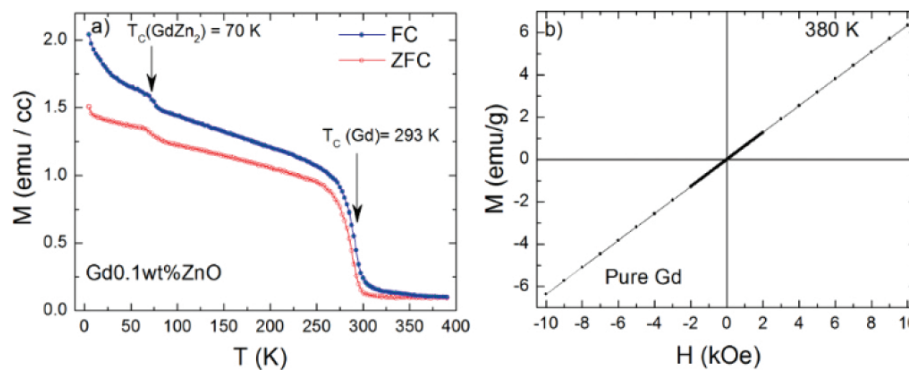 a)
T_C(GdZn₂) = 70 K
FC
ZFC
T_C (Gd)= 293 K
Gd0.1wt%ZnO
M (emu / cc)
2.0
1.5
1.0
0.5
0.0
0 50 100 150 200 250 300 350 400
T (K)
b)
380 K
Pure Gd
M (emu/g)
6
4
2
0
-2
-4
-6
-10 -8 -6 -4 -2 0 2 4 6 8 10
H (kOe)